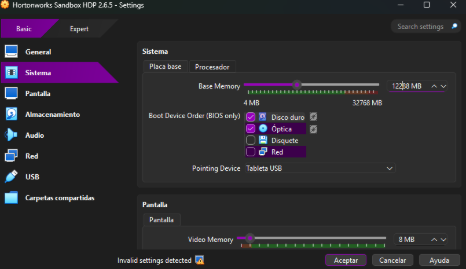 Hortonworks Sandbox HDP 2.6.5 - Settings
Basic Expert Search settings
General
Sistema
Pantalla
Almacenamiento
Audio
Red
USB
Carpetas compartidas
Sistema
Placa base Procesador
Base Memory 12288 MB
4 MB 32768 MB
Boot Device Order (BIOS only)
Disco duro
Óptica
Disquete
Red
Pointing Device Tableta USB
Pantalla
Pantalla
Video Memory 8 MB
Invalid settings detected Aceptar Cancelar Ayuda